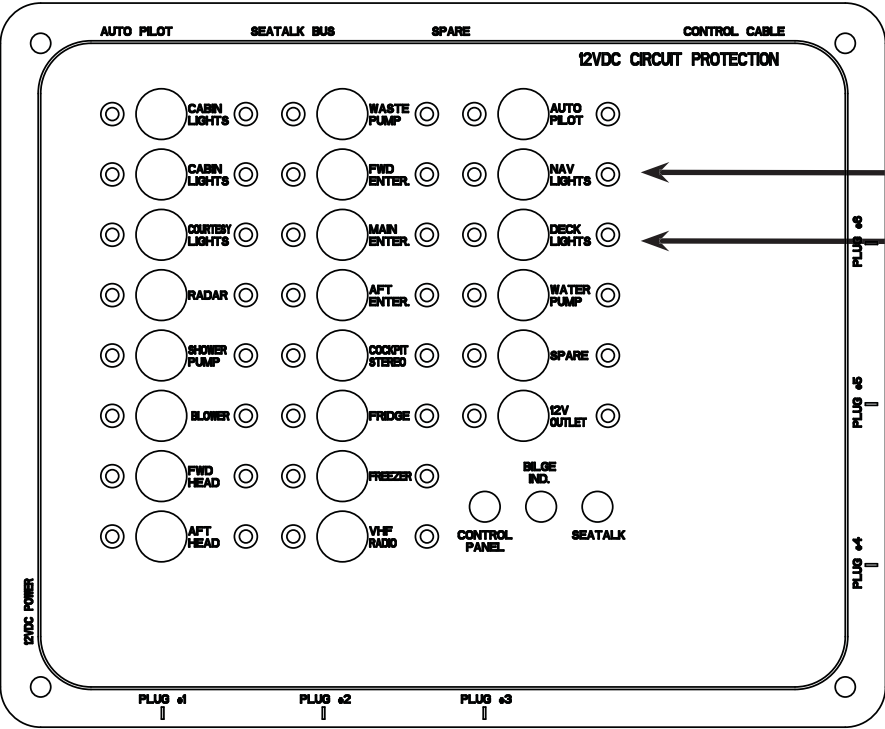 AUTO PILOT
SEATALK BUS
SPARE
CONTROL CABLE
12VDC CIRCUIT PROTECTION
CABIN
LIGHTS
WASTE
PUMP
AUTO
PILOT
CABIN
LIGHTS
FWD
ENTER.
NAV
LIGHTS
COURTESY
LIGHTS
MAIN
ENTER.
DECK
LIGHTS
RADAR
AFT
ENTER.
WATER
PUMP
SHOWER
PUMP
COCKPIT
STEREO
SPARE
BLOWER
FRIDGE
12V
OUTLET
FWD
HEAD
FREEZER
BILGE
IND.
AFT
HEAD
VHF
RADIO
CONTROL
PANEL
SEATALK
PLUG #6
PLUG #5
PLUG #4
12VDC POWER
PLUG #1
PLUG #2
PLUG #3